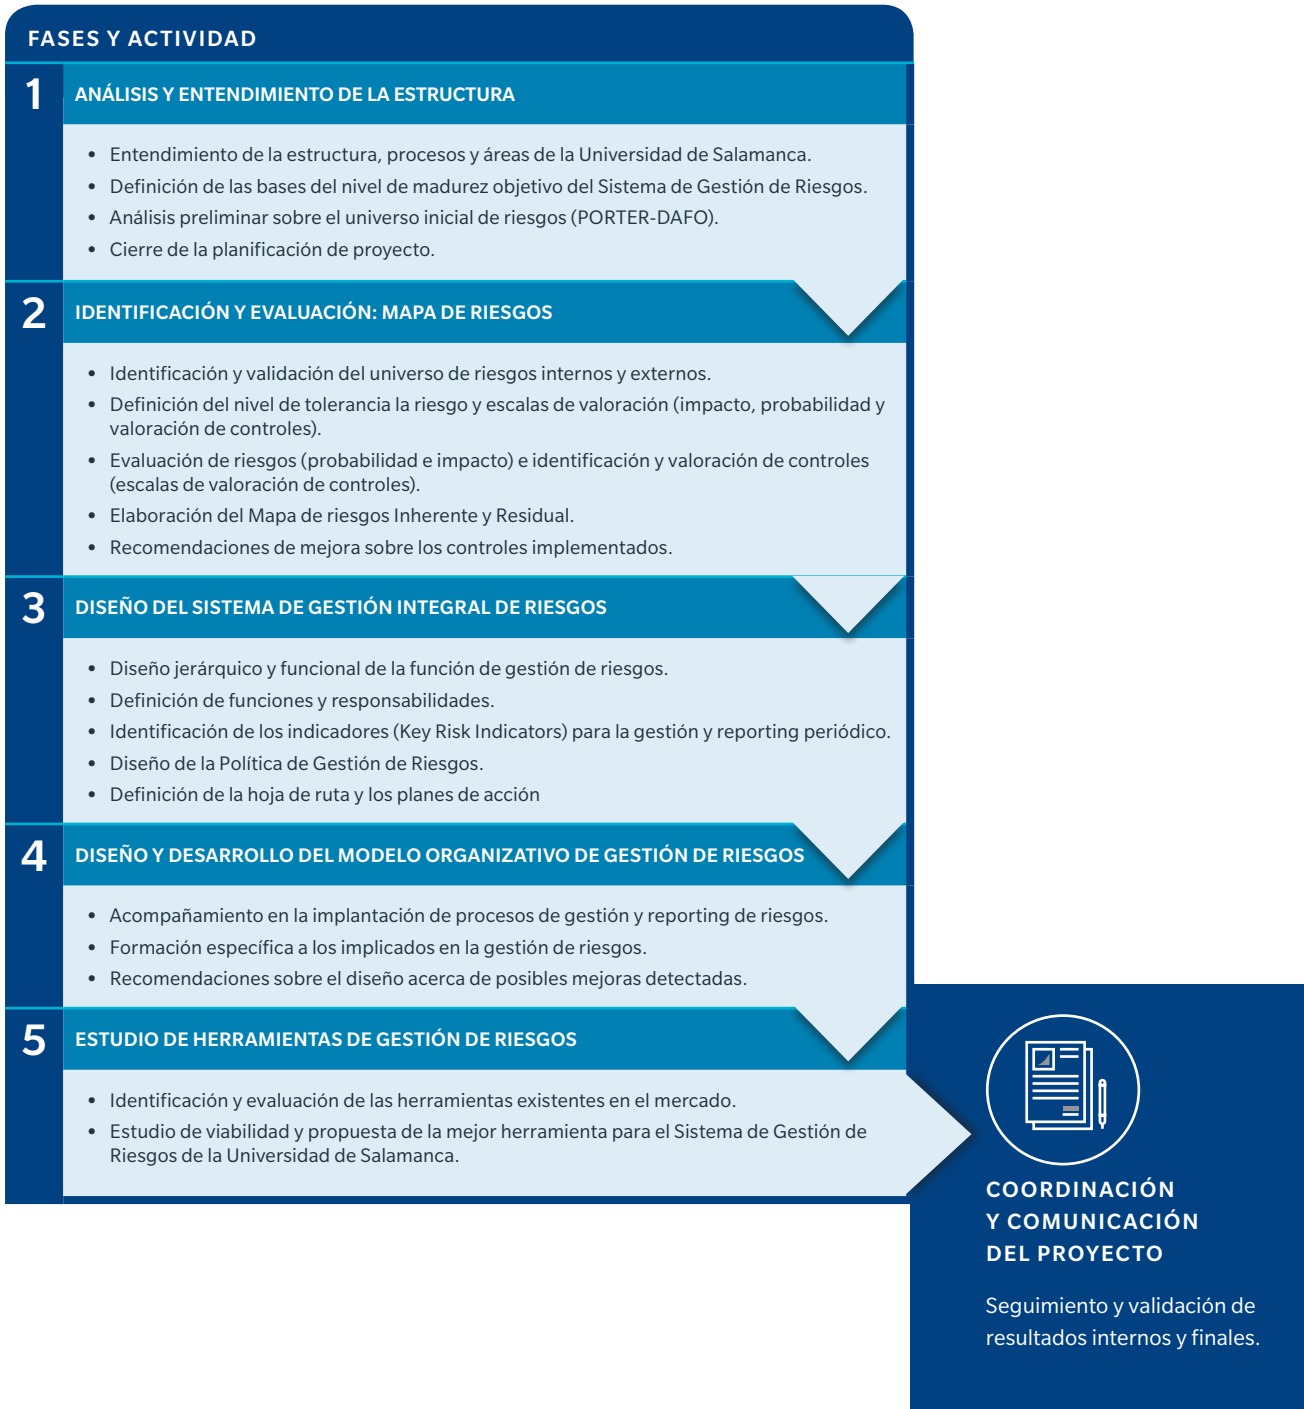 FASES Y ACTIVIDAD
1
ANÁLISIS Y ENTENDIMIENTO DE LA ESTRUCTURA
• Entendimiento de la estructura, procesos y áreas de la Universidad de Salamanca.
• Definición de las bases del nivel de madurez objetivo del Sistema de Gestión de Riesgos.
• Análisis preliminar sobre el universo inicial de riesgos (PORTER-DAFO).
• Cierre de la planificación de proyecto.
2
IDENTIFICACIÓN Y EVALUACIÓN: MAPA DE RIESGOS
• Identificación y validación del universo de riesgos internos y externos.
• Definición del nivel de tolerancia la riesgo y escalas de valoración (impacto, probabilidad y
valoración de controles).
• Evaluación de riesgos (probabilidad e impacto) e identificación y valoración de controles
(escalas de valoración de controles).
• Elaboración del Mapa de riesgos Inherente y Residual.
• Recomendaciones de mejora sobre los controles implementados.
3
DISEÑO DEL SISTEMA DE GESTIÓN INTEGRAL DE RIESGOS
• Diseño jerárquico y funcional de la función de gestión de riesgos.
• Definición de funciones y responsabilidades.
• Identificación de los indicadores (Key Risk Indicators) para la gestión y reporting periódico.
• Diseño de la Política de Gestión de Riesgos.
• Definición de la hoja de ruta y los planes de acción
4
DISEÑO Y DESARROLLO DEL MODELO ORGANIZATIVO DE GESTIÓN DE RIESGOS
• Acompañamiento en la implantación de procesos de gestión y reporting de riesgos.
• Formación específica a los implicados en la gestión de riesgos.
• Recomendaciones sobre el diseño acerca de posibles mejoras detectadas.
5
ESTUDIO DE HERRAMIENTAS DE GESTIÓN DE RIESGOS
• Identificación y evaluación de las herramientas existentes en el mercado.
• Estudio de viabilidad y propuesta de la mejor herramienta para el Sistema de Gestión de
Riesgos de la Universidad de Salamanca.
COORDINACIÓN
Y COMUNICACIÓN
DEL PROYECTO
Seguimiento y validación de
resultados internos y finales.